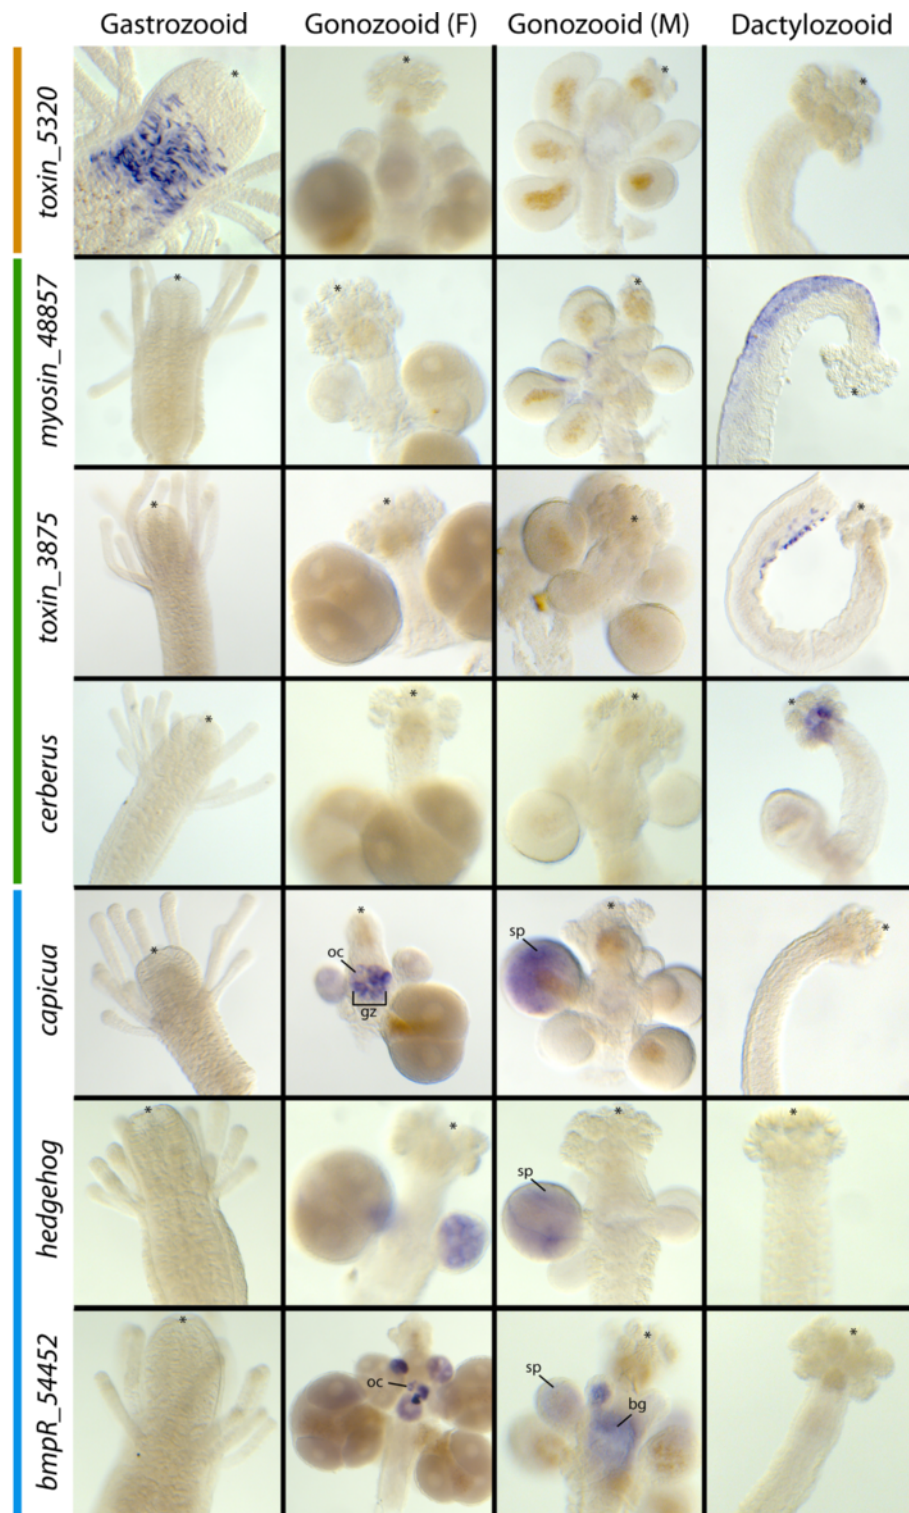 Gastrozooid Gonozooid (F) Gonozooid (M) Dactylozooid
toxin_5320
* * * *
myosin_48857
* * * *
toxin_3875
* * * *
cerberus
* * * *
capicua
* oc * gz sp * *
hedgehog
* * sp * *
bmpR_54452
* oc sp * bg *